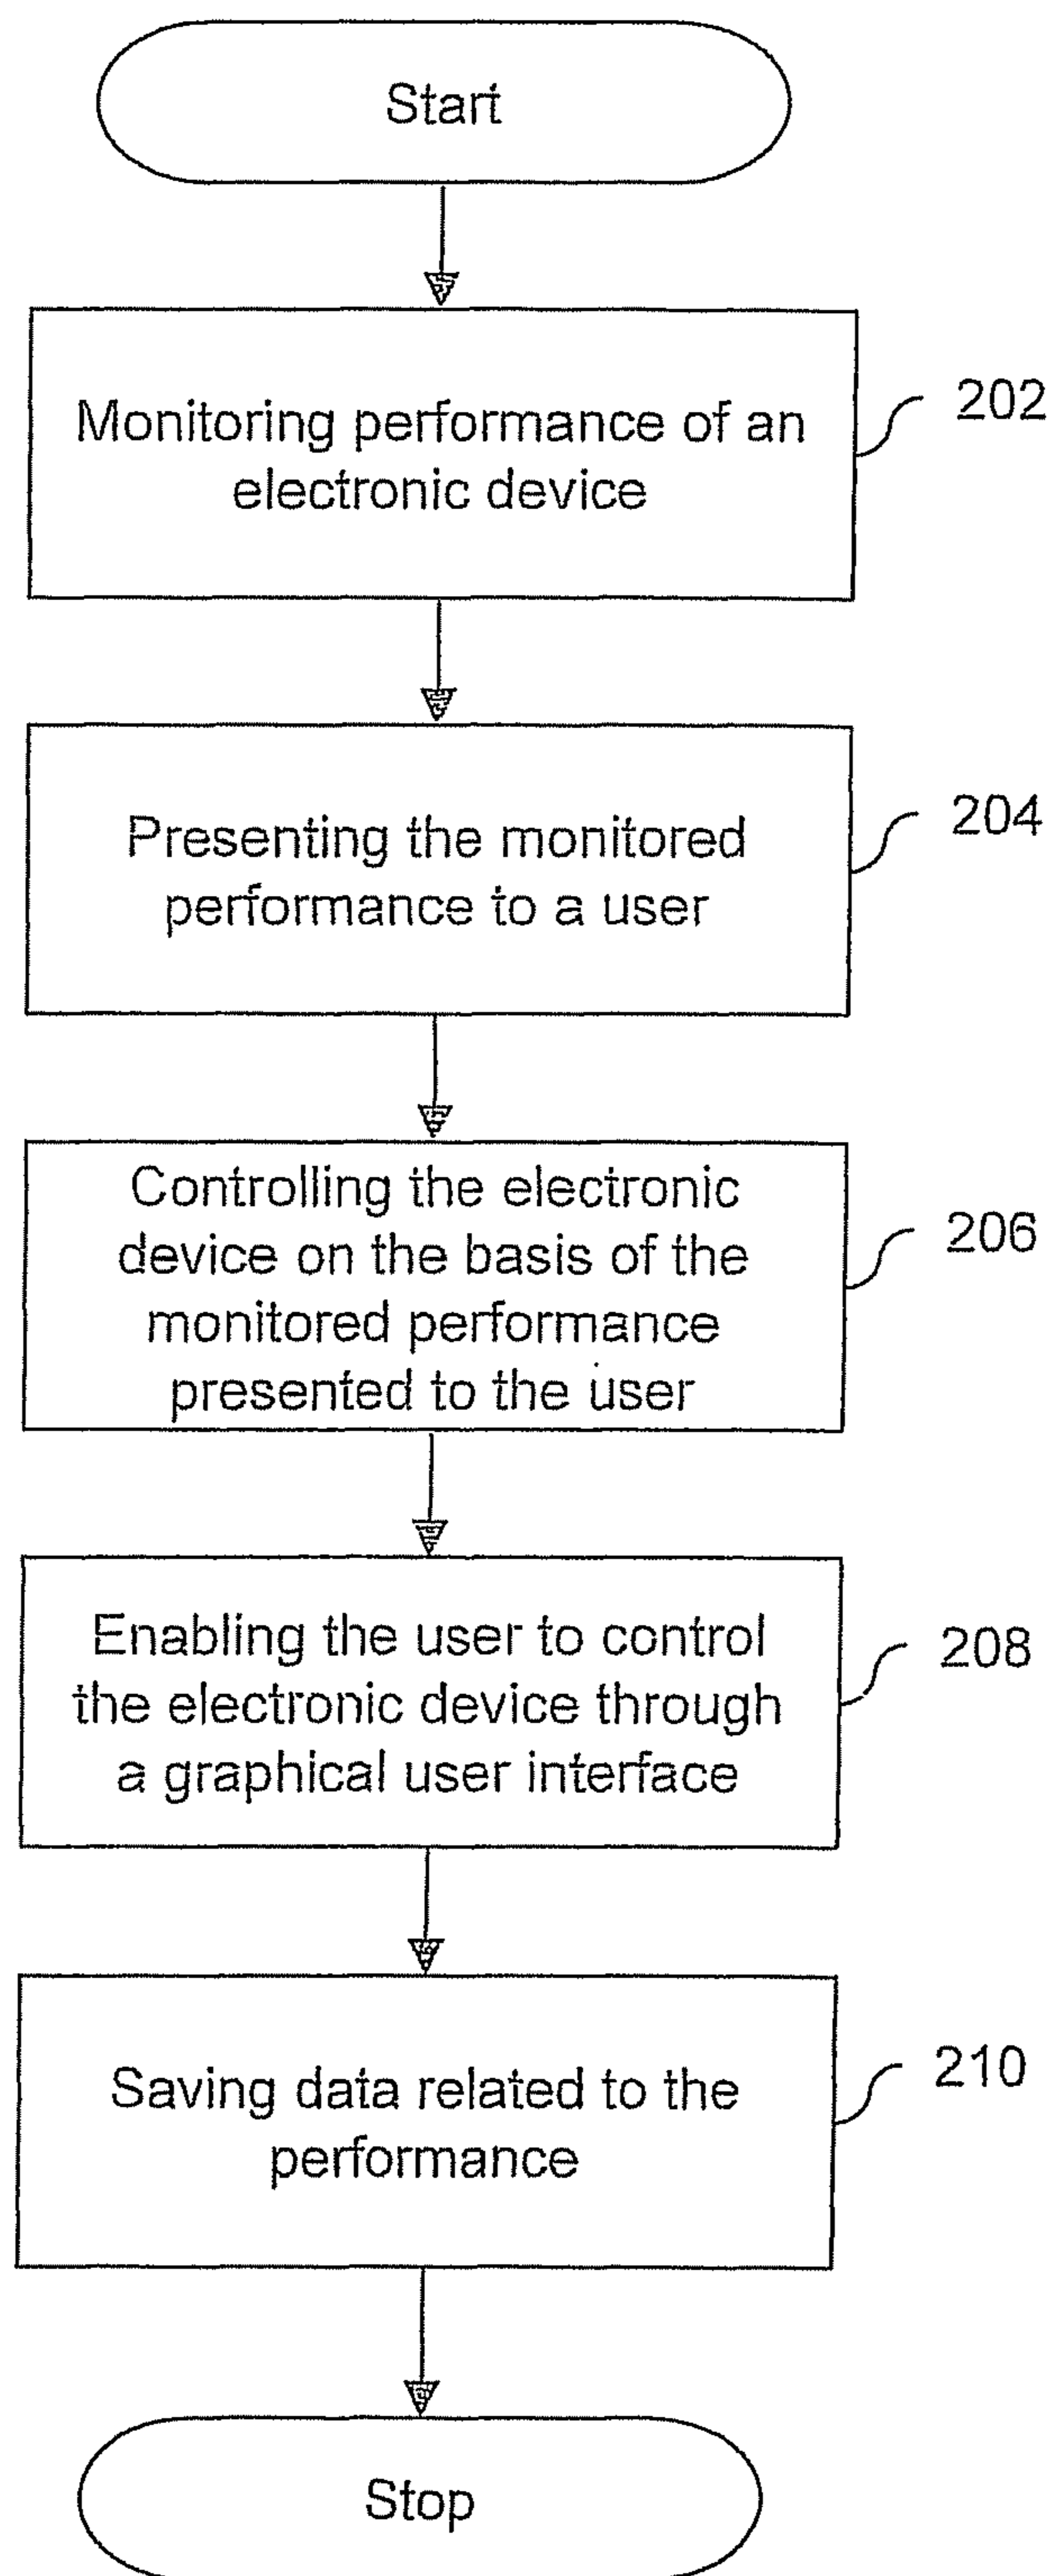 Start
Monitoring performance of an
electronic device
202
Presenting the monitored
performance to a user
204
Controlling the electronic
device on the basis of the
monitored performance
presented to the user
206
Enabling the user to control
the electronic device through
a graphical user interface
208
Saving data related to the
performance
210
Stop